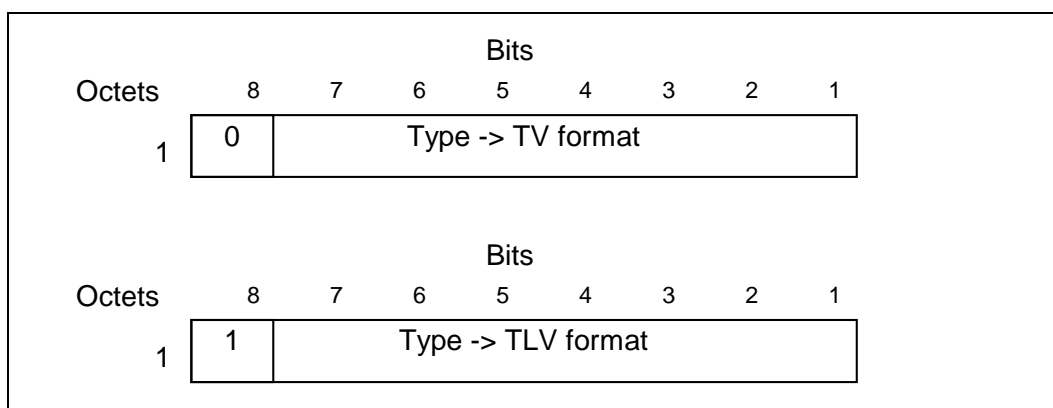 Bits
Octets 8 7 6 5 4 3 2 1
1 0 Type -> TV format
Bits
Octets 8 7 6 5 4 3 2 1
1 1 Type -> TLV format